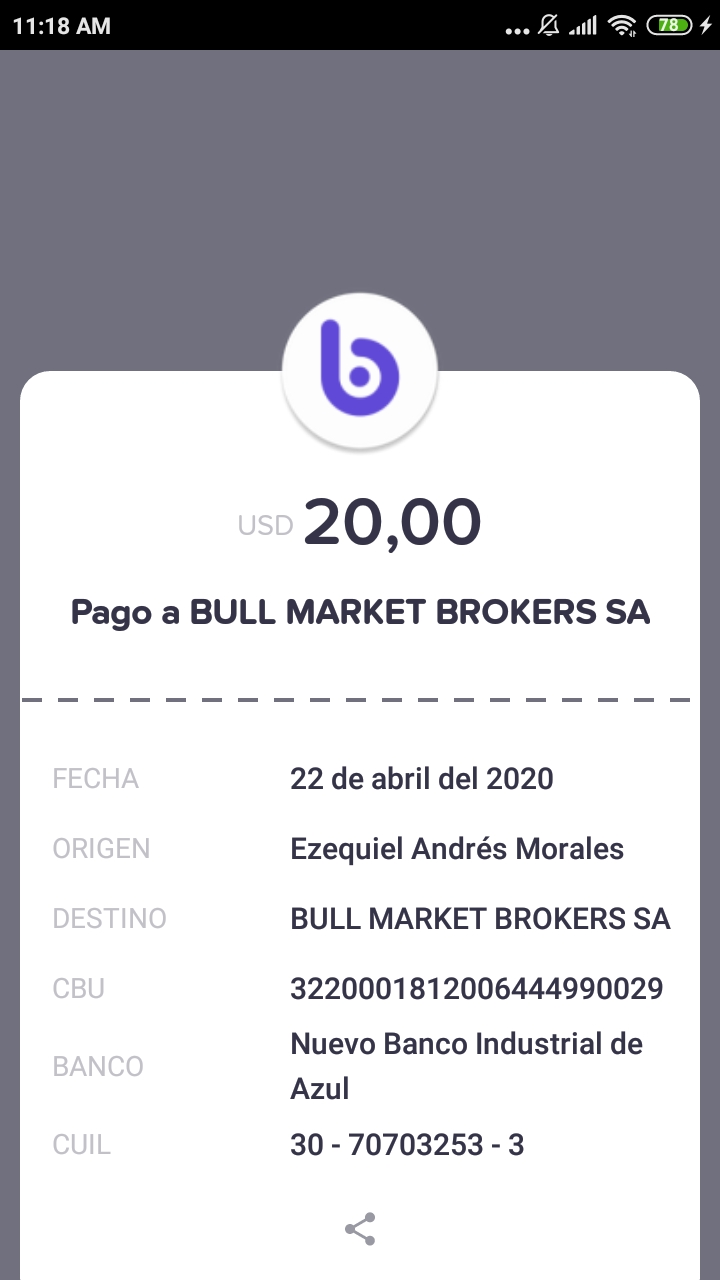 11:18 AM
78
USD 20,00
Pago a BULL MARKET BROKERS SA
FECHA 22 de abril del 2020
ORIGEN Ezequiel Andrés Morales
DESTINO BULL MARKET BROKERS SA
CBU 3220001812006444990029
BANCO Nuevo Banco Industrial de
Azul
CUIL 30 - 70703253 - 3